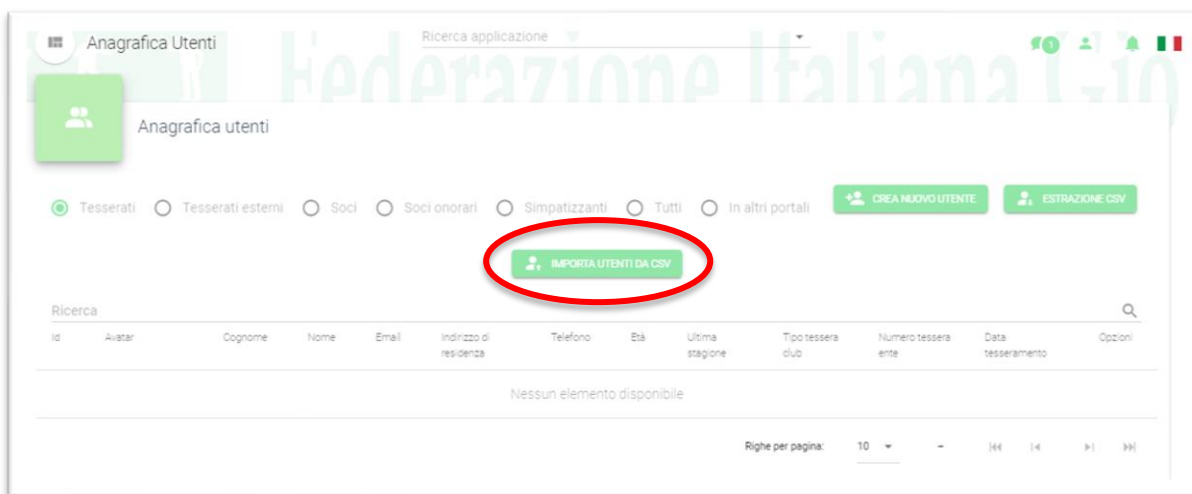 Anagrafica Utenti
Ricerca applicazione
1
Federazione Italiana Gio
Anagrafica utenti
Tesserati Tesserati esterni Soci Soci onorari Simpatizzanti Tutti In altri portali CREA NUOVO UTENTE ESTRAZIONE CSV
IMPORTA UTENTI DA CSV
Ricerca
Id Avatar Cognome Nome Email Indirizzo di residenza Telefono Età Ultima stagione Tipo tessera club Numero tessera ente Data tesseramento Opzioni
Nessun elemento disponibile
Righe per pagina: 10 –